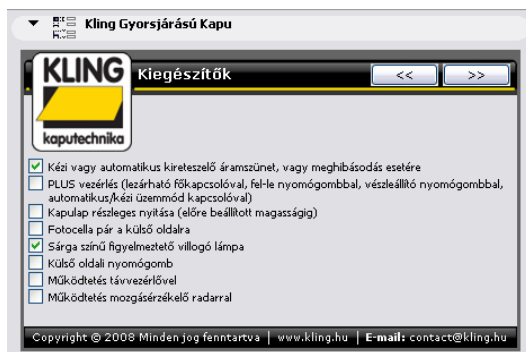 Kling Gyorsjárású Kapu
KLING
kaputechnika
Kiegészítők
<<
>>
Kézi vagy automatikus kireteszelő áramszünet, vagy meghibásodás esetére
PLUS vezérlés (lezárható főkapcsolóval, fel-le nyomógombbal, vészleállító nyomógombbal,
automatikus/kézi üzemmód kapcsolóval)
Kapulap részleges nyitása (előre beállított magasságig)
Fotocella pár a külső oldalra
Sárga színű figyelmeztető villogó lámpa
Külső oldali nyomógomb
Működtetés távvezérlővel
Működtetés mozgásérzékelő radarral
Copyright © 2008 Minden jog fenntartva | www.kling.hu | E-mail: contact@kling.hu